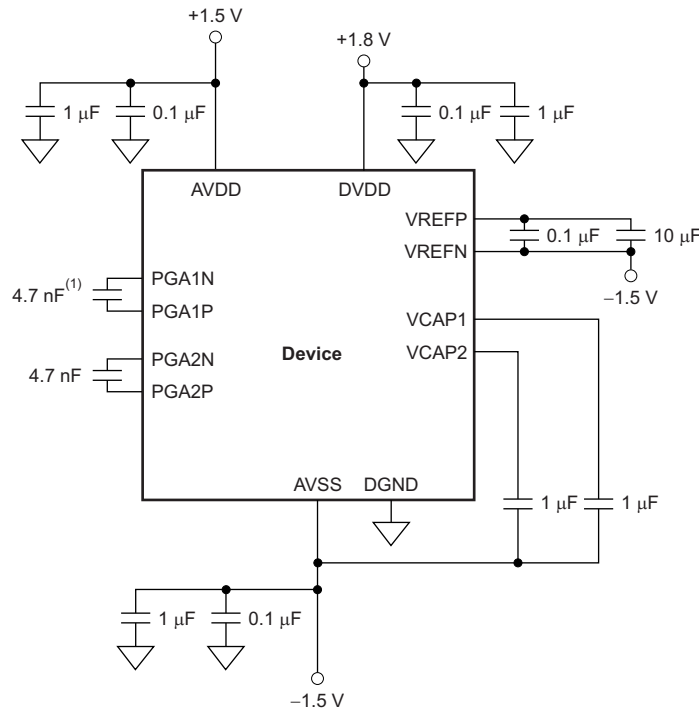 +1.5 V
+1.8 V
1 μF
0.1 μF
0.1 μF
1 μF
AVDD
DVDD
VREFP
0.1 μF
10 μF
VREFN
−1.5 V
PGA1N
4.7 nF(1)
PGA1P
VCAP1
Device
VCAP2
PGA2N
4.7 nF
PGA2P
AVSS
DGND
1 μF
1 μF
1 μF
0.1 μF
−1.5 V